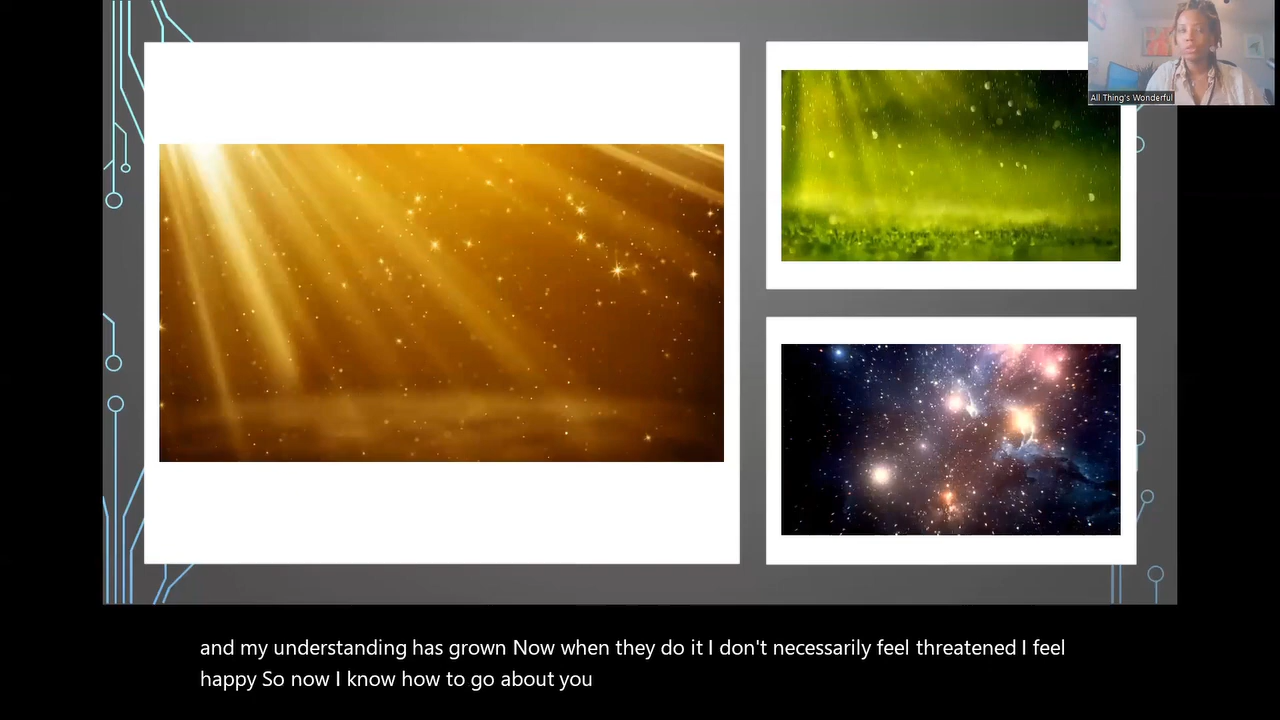 All Thing's Wonderful
and my understanding has grown Now when they do it I don't necessarily feel threatened I feel
happy So now I know how to go about you